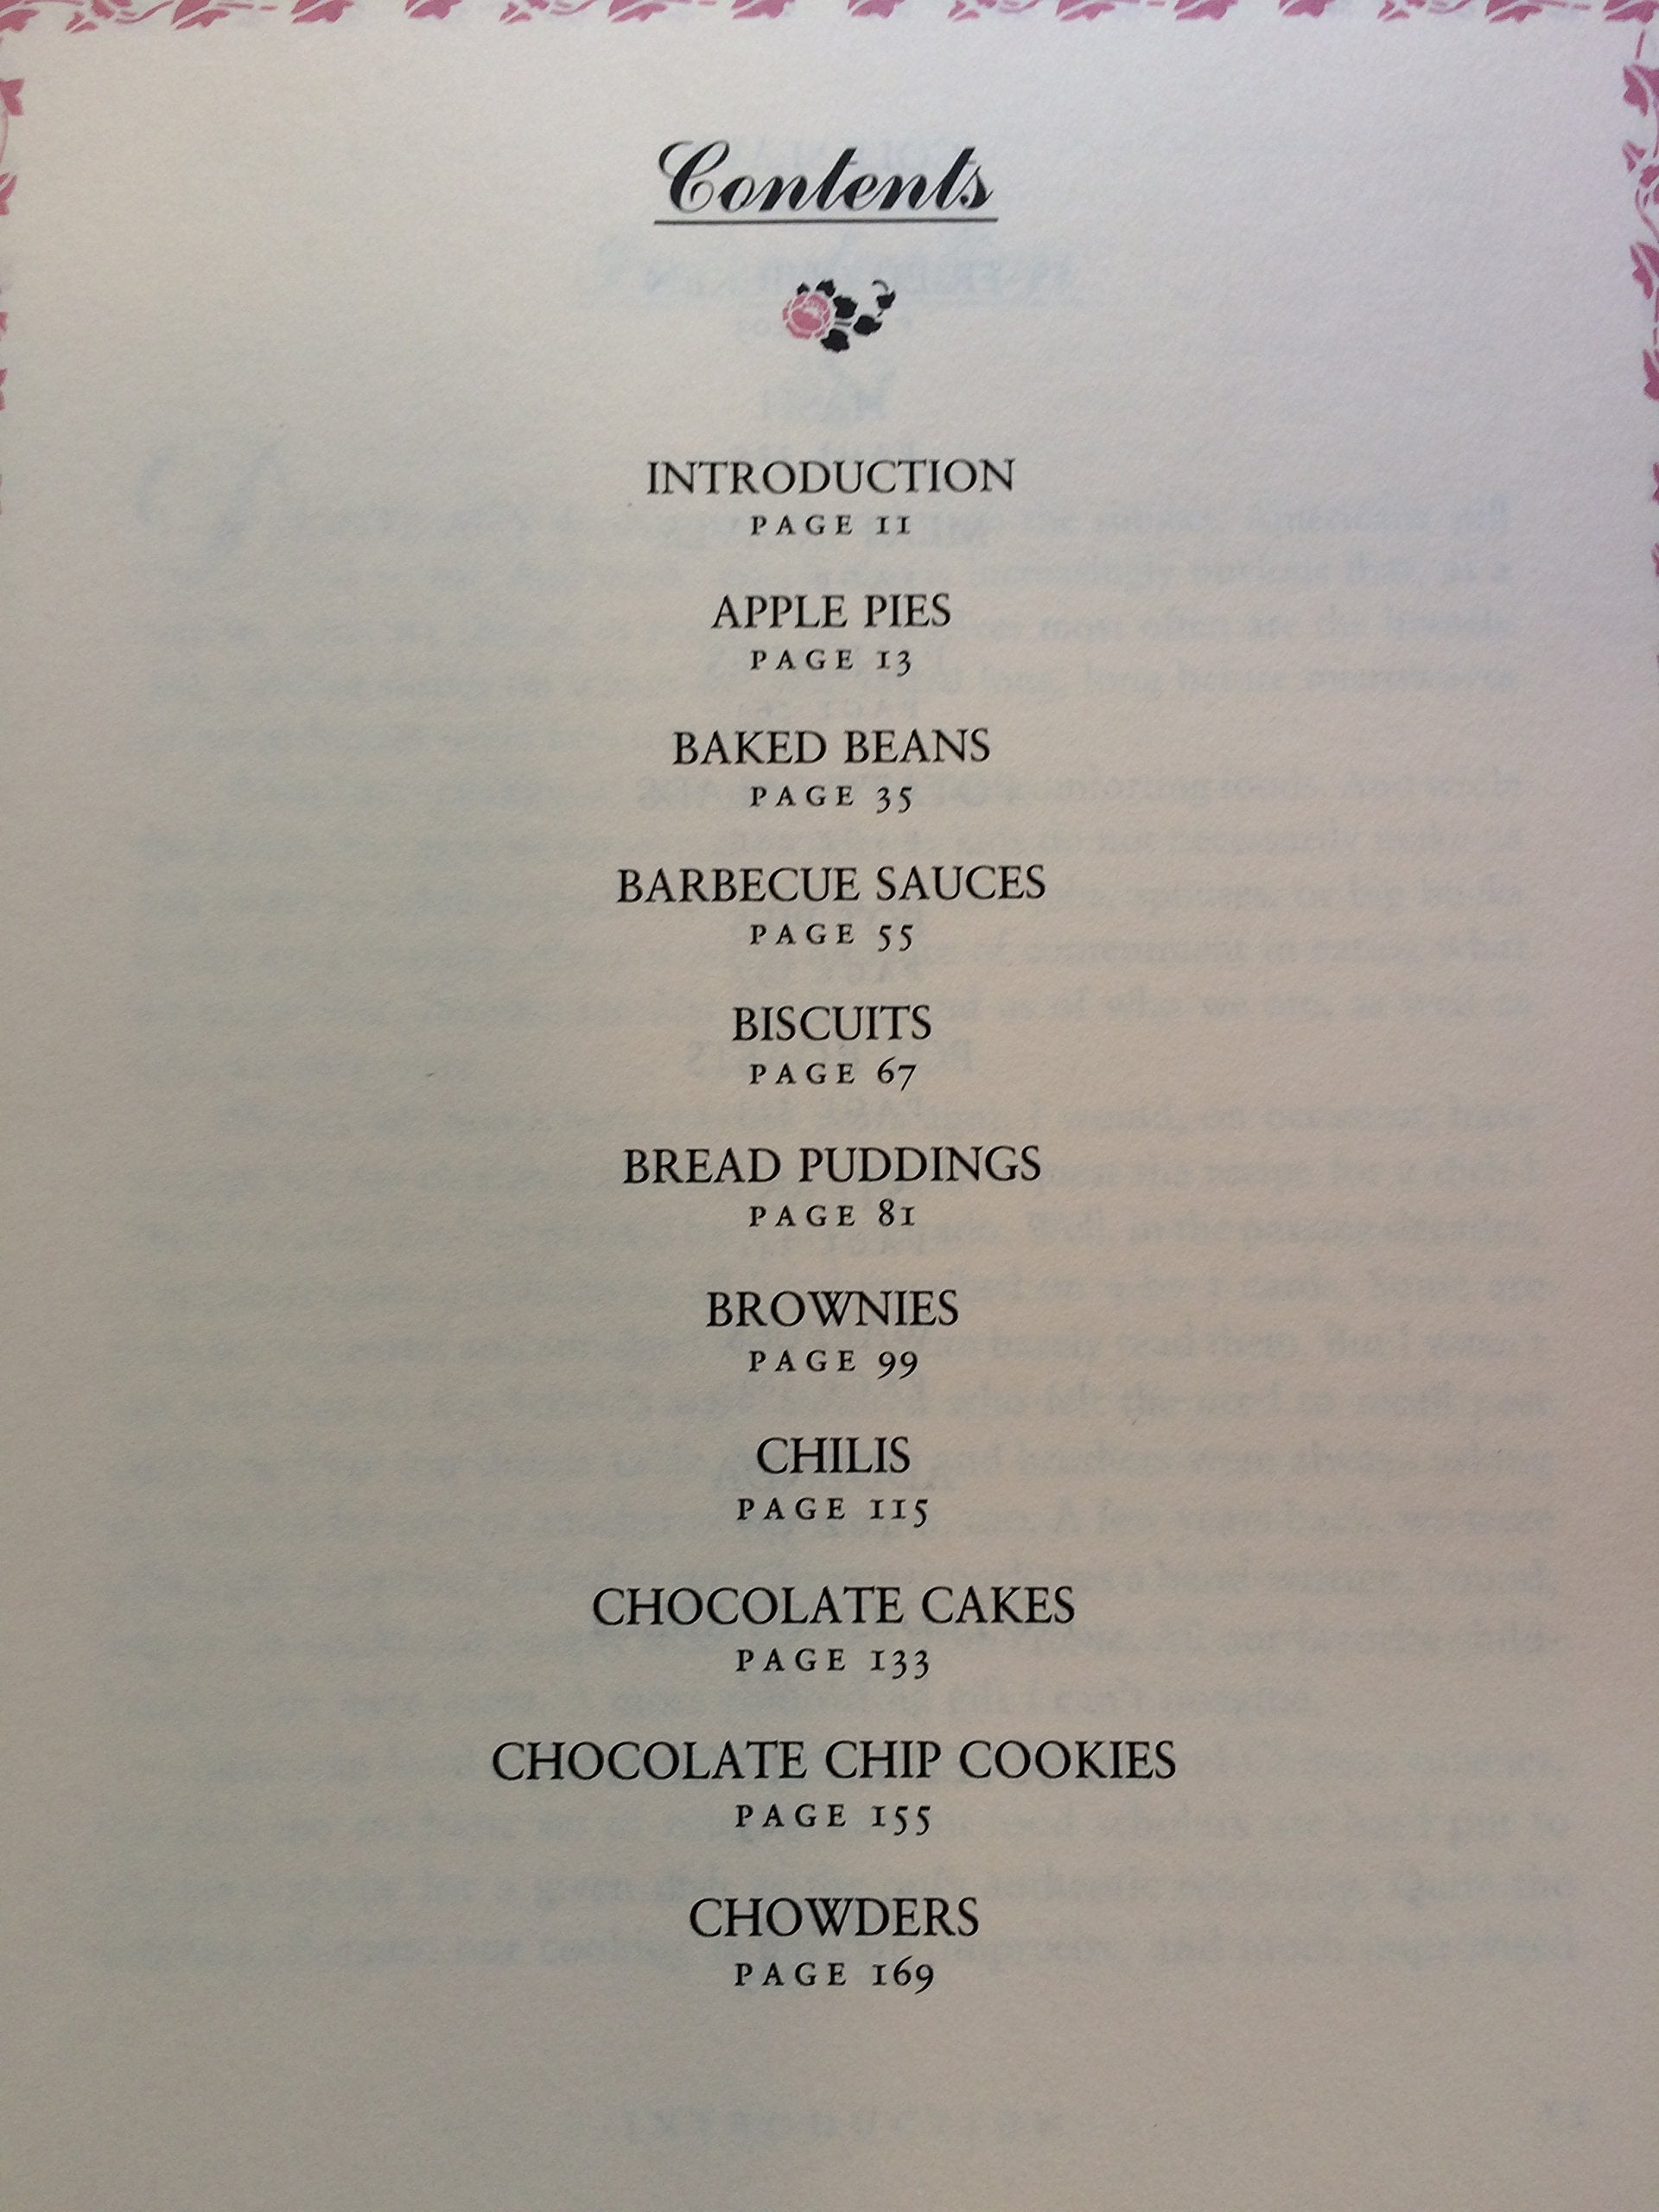 Contents
INTRODUCTION
PAGE 11
APPLE PIES
PAGE 13
BAKED BEANS
PAGE 35
BARBECUE SAUCES
PAGE 55
BISCUITS
PAGE 67
BREAD PUDDINGS
PAGE 81
BROWNIES
PAGE 99
CHILIS
PAGE 115
CHOCOLATE CAKES
PAGE 133
CHOCOLATE CHIP COOKIES
PAGE 155
CHOWDERS
PAGE 169